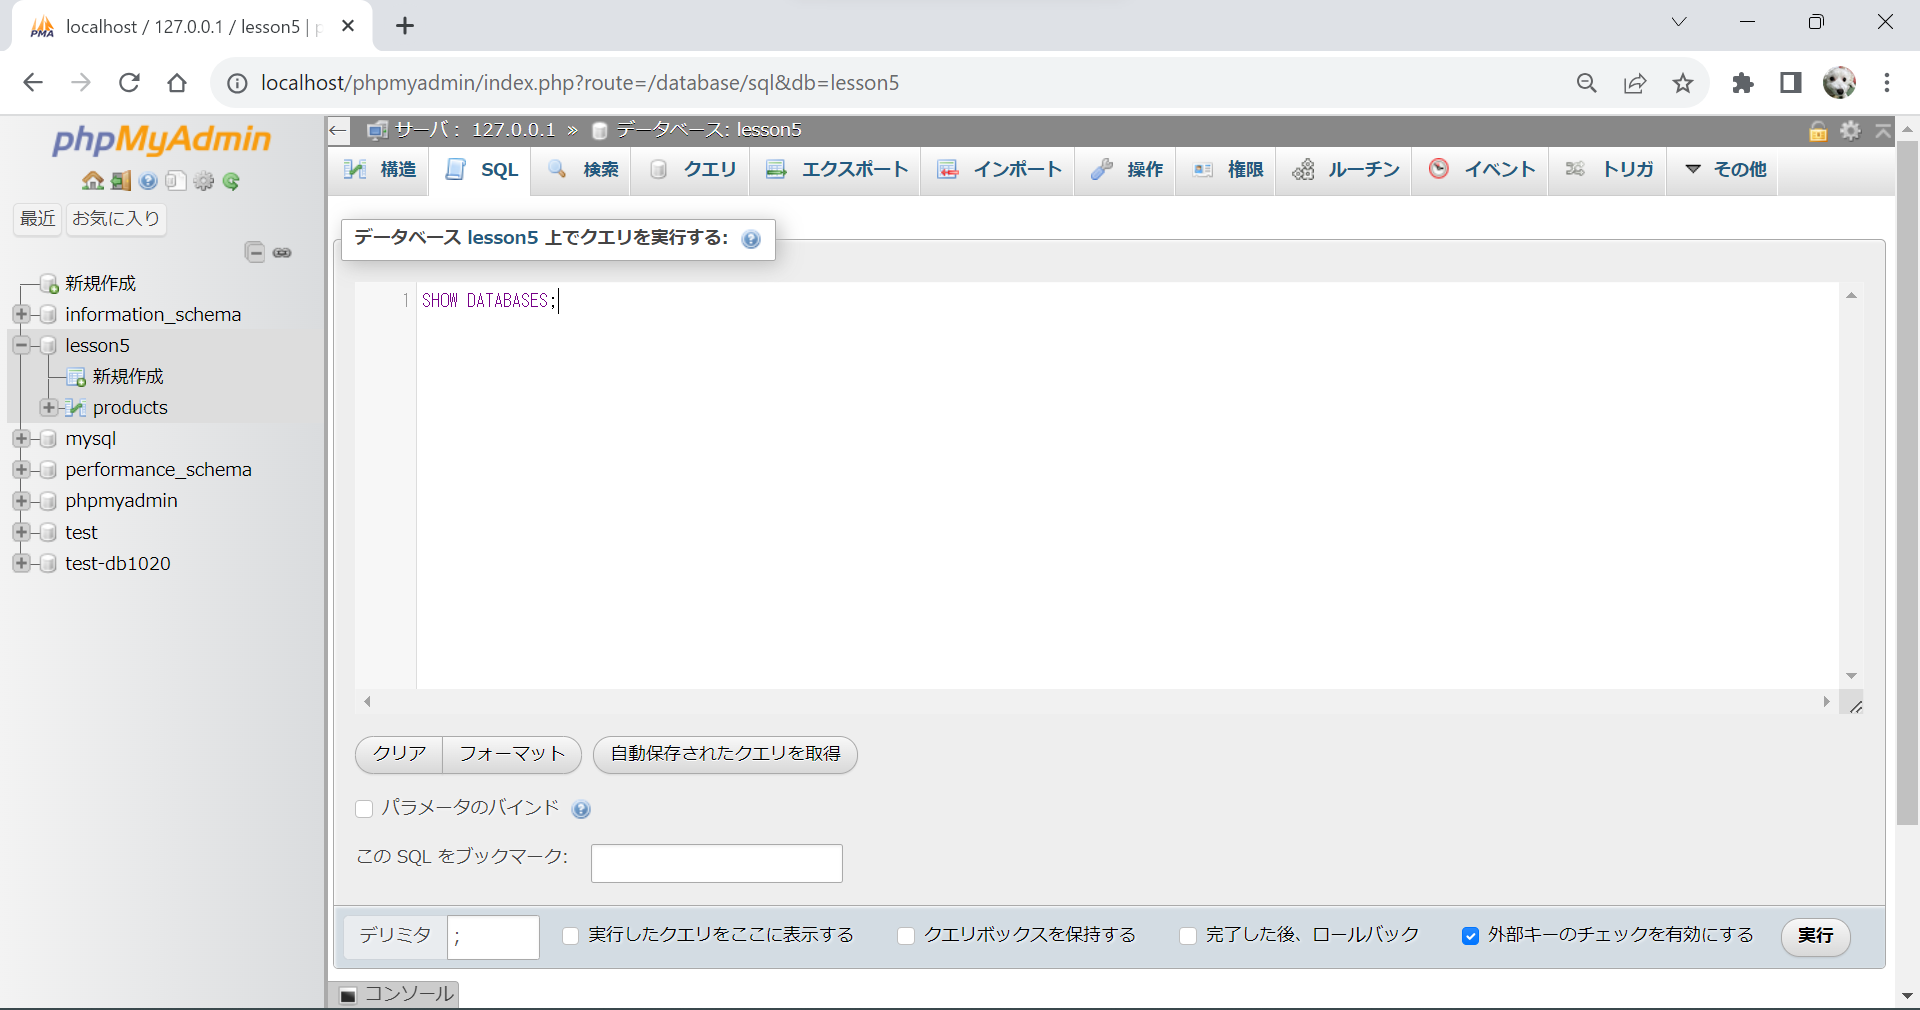 localhost / 127.0.0.1 / lesson5 | p
localhost/phpmyadmin/index.php?route=/database/sql&db=lesson5
phpMyAdmin
最近 お気に入り
新規作成
information_schema
lesson5
新規作成
products
mysql
performance_schema
phpmyadmin
test
test-db1020
サーバ: 127.0.0.1 » データベース: lesson5
構造 SQL 検索 クエリ エクスポート インポート 操作 権限 ルーチン イベント トリガ その他
データベース lesson5 上でクエリを実行する:
1 SHOW DATABASES;
クリア フォーマット 自動保存されたクエリを取得
パラメータのバインド
この SQL をブックマーク:
デリミタ ; 実行したクエリをここに表示する クエリボックスを保持する 完了した後、ロールバック 外部キーのチェックを有効にする 実行
コンソール